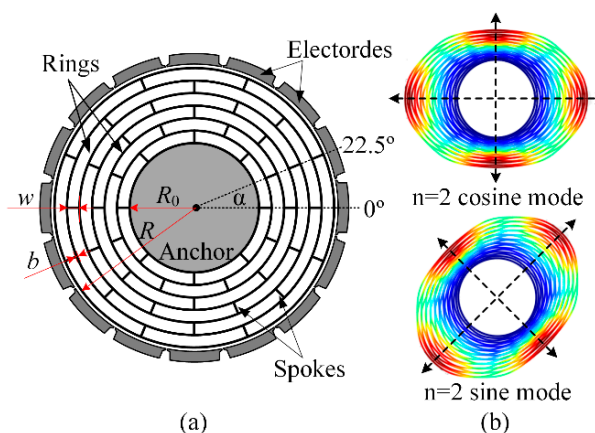 Electordes
Rings
22.5º
w
R₀
α
0º
R
b
Anchor
Spokes
(a)
n=2 cosine mode
n=2 sine mode
(b)